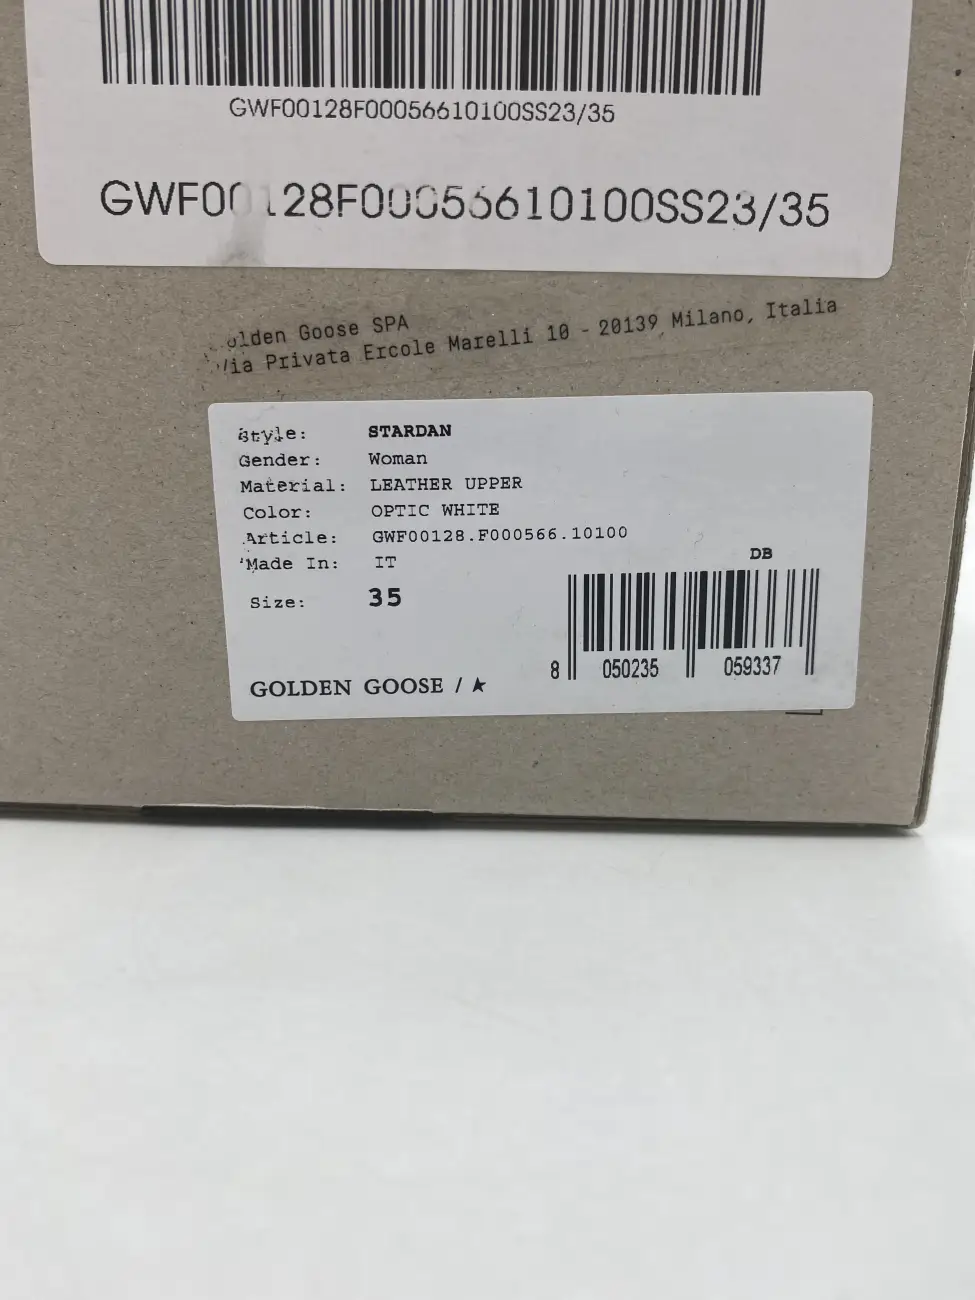 GWF00128F00056610100SS23/35
GWF00128F00056610100SS23/35
Golden Goose SPA
Via Privata Ercole Marelli 10 - 20139 Milano, Italia
Style: STARDAN
Gender: Woman
Material: LEATHER UPPER
Color: OPTIC WHITE
Article: GWF00128.F000566.10100
Made In: IT
DB
Size: 35
8 050235 059337
GOLDEN GOOSE / ★